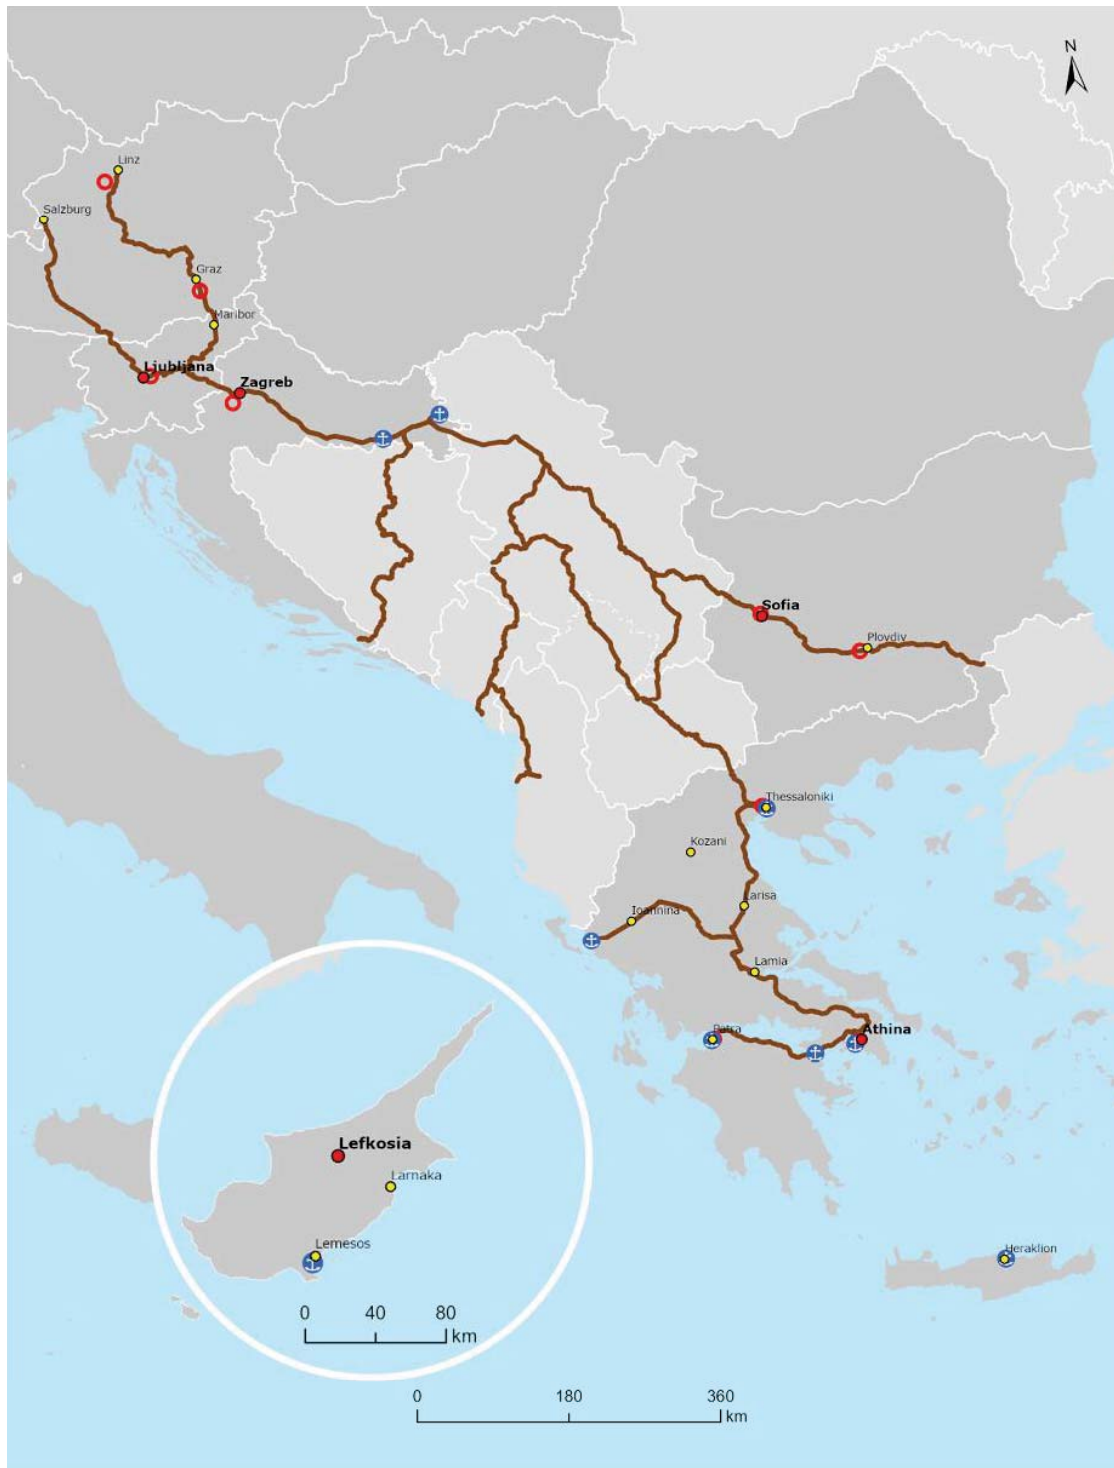 N
Linz
Salzburg
Graz
Maribor
Ljubljana
Zagreb
Sofia
Plovdiv
Thessaloniki
Kozani
Larisa
Ioannina
Lamia
Patra
Athina
Lefkosia
Larnaka
Lemesos
Heraklion
0 40 80
km
0 180 360
km